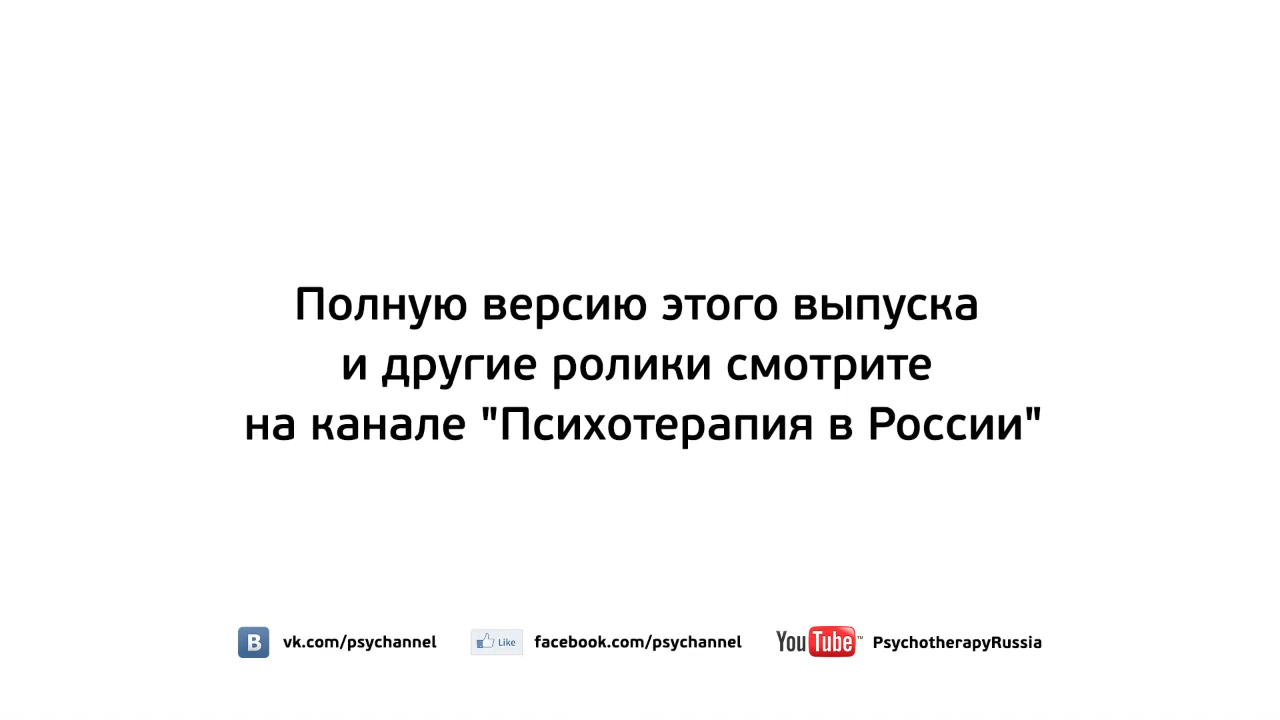 Полную версию этого выпуска
и другие ролики смотрите
на канале "Психотерапия в России"
B vk.com/psychannel Like facebook.com/psychannel YouTube™ PsychotherapyRussia